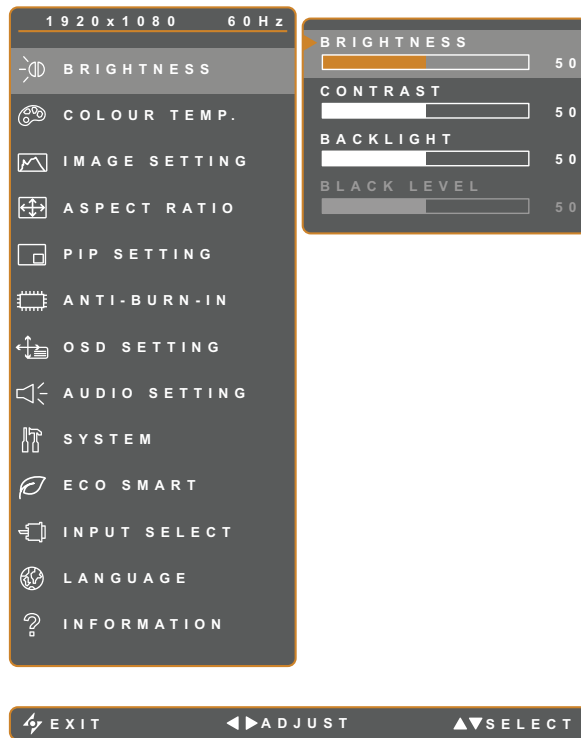 1920x1080 60Hz
BRIGHTNESS
COLOUR TEMP.
IMAGE SETTING
ASPECT RATIO
PIP SETTING
ANTI-BURN-IN
OSD SETTING
AUDIO SETTING
SYSTEM
ECO SMART
INPUT SELECT
LANGUAGE
INFORMATION
BRIGHTNESS
50
CONTRAST
50
BACKLIGHT
50
BLACK LEVEL
50
EXIT ADJUST SELECT